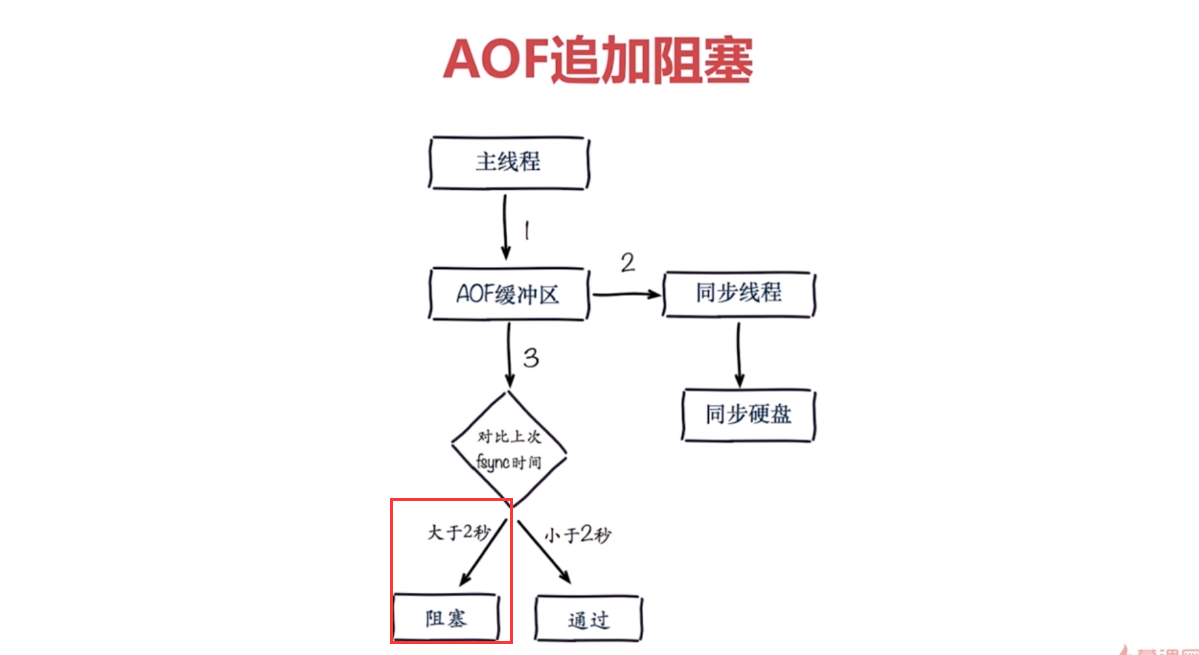 AOF追加阻塞
主线程
1
AOF缓冲区
2
同步线程
3
同步硬盘
对比上次
fsync时间
大于2秒
小于2秒
阻塞
通过